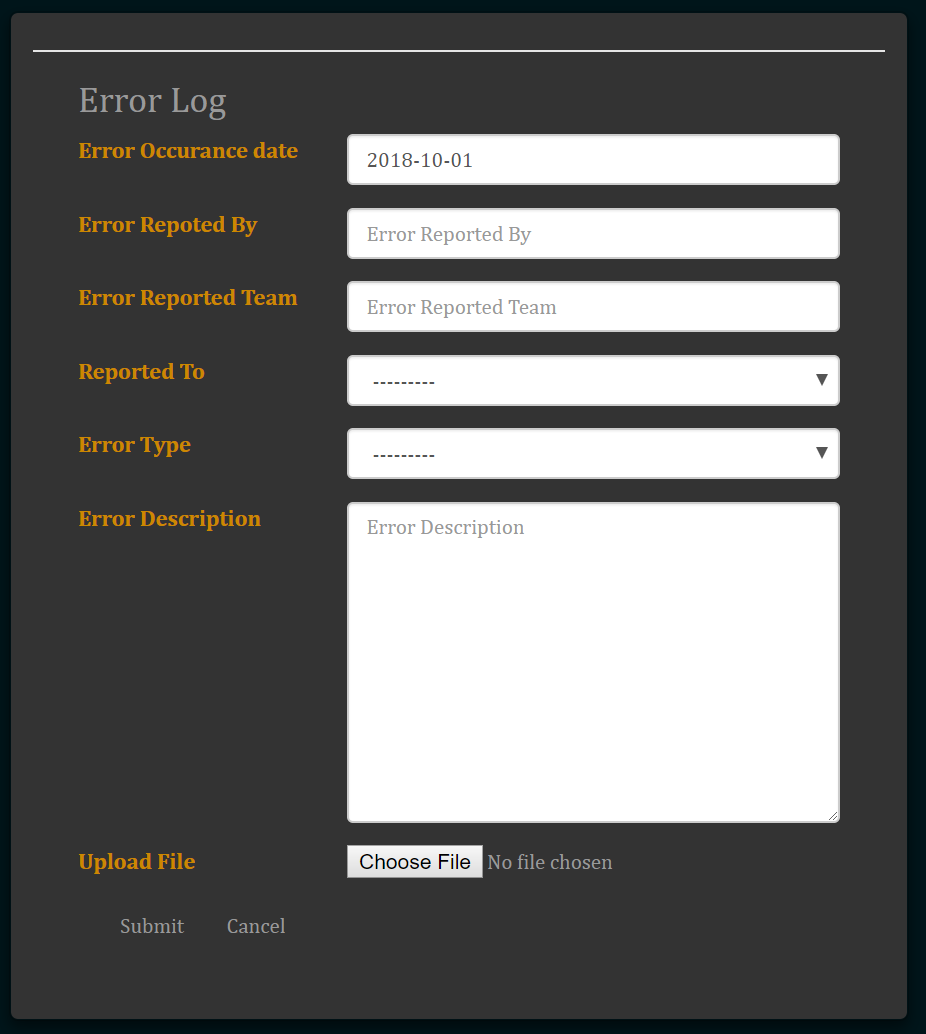 Error Log
Error Occurance date 2018-10-01
Error Repoted By Error Reported By
Error Reported Team Error Reported Team
Reported To ---------
Error Type ---------
Error Description Error Description
Upload File Choose File No file chosen
Submit Cancel